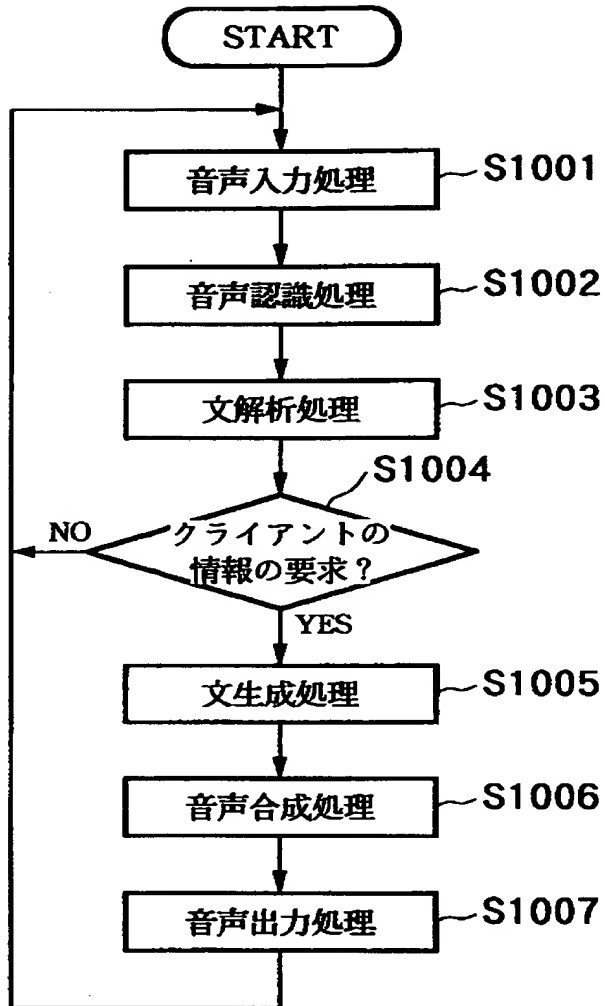 START
音声入力処理
S1001
音声認識処理
S1002
文解析処理
S1003
S1004
クライアントの
情報の要求?
NO
YES
文生成処理
S1005
音声合成処理
S1006
音声出力処理
S1007